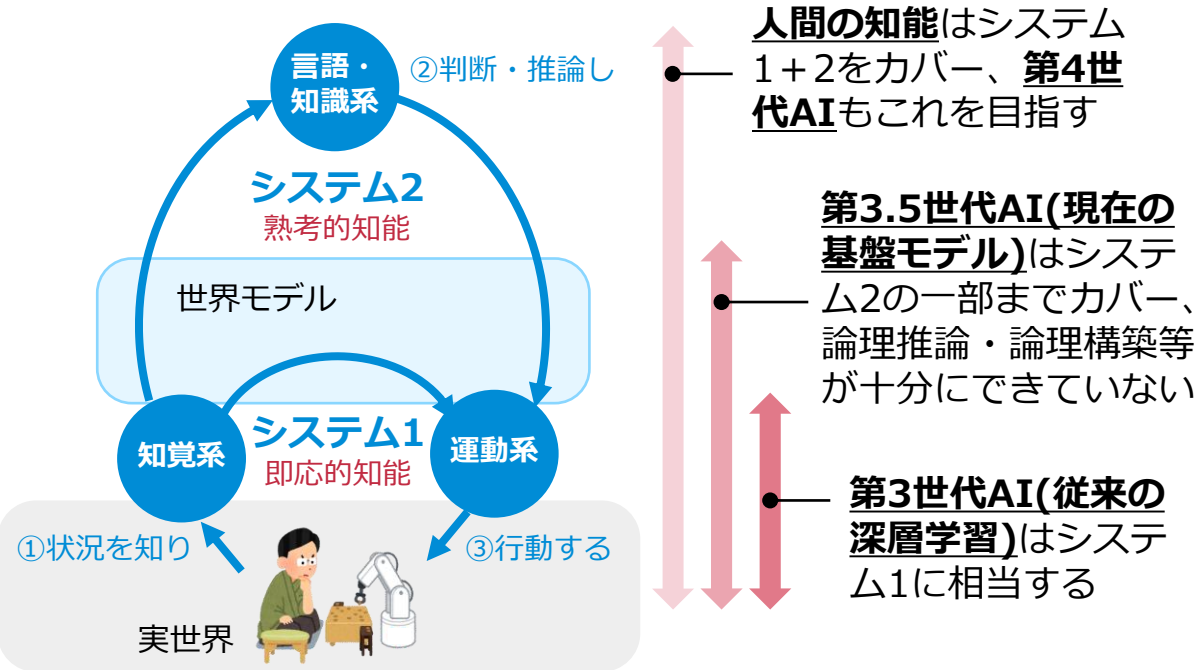 言語・
知識系
②判断・推論し
システム2
熟考的知能
世界モデル
知覚系
システム1
即応的知能
運動系
①状況を知り
③行動する
実世界
人間の知能はシステム
1＋2をカバー、第4世
代AIもこれを目指す
第3.5世代AI(現在の
基盤モデル)はシステ
ム2の一部までカバー、
論理推論・論理構築等
が十分にできていない
第3世代AI(従来の
深層学習)はシステ
ム1に相当する